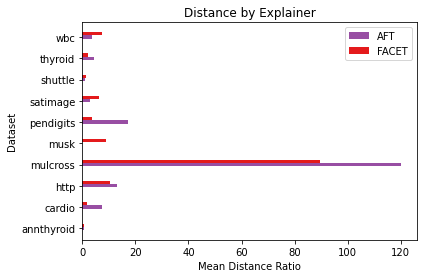 Distance by Explainer
AFT
FACET
Dataset
wbc
thyroid
shuttle
satimage
pendigits
musk
mulcross
http
cardio
annthyroid
0 20 40 60 80 100 120
Mean Distance Ratio